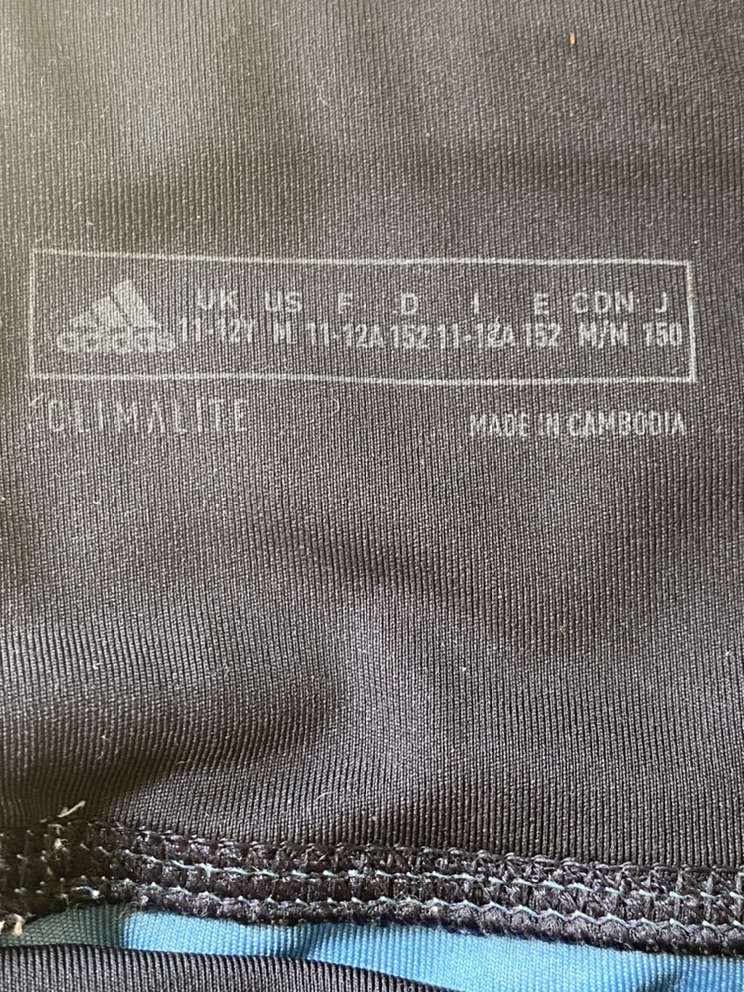 UK US F D I E CDN J
adidas 11-12Y M 11-12A 152 11-12A 152 M/M 150
CLIMALITE MADE IN CAMBODIA